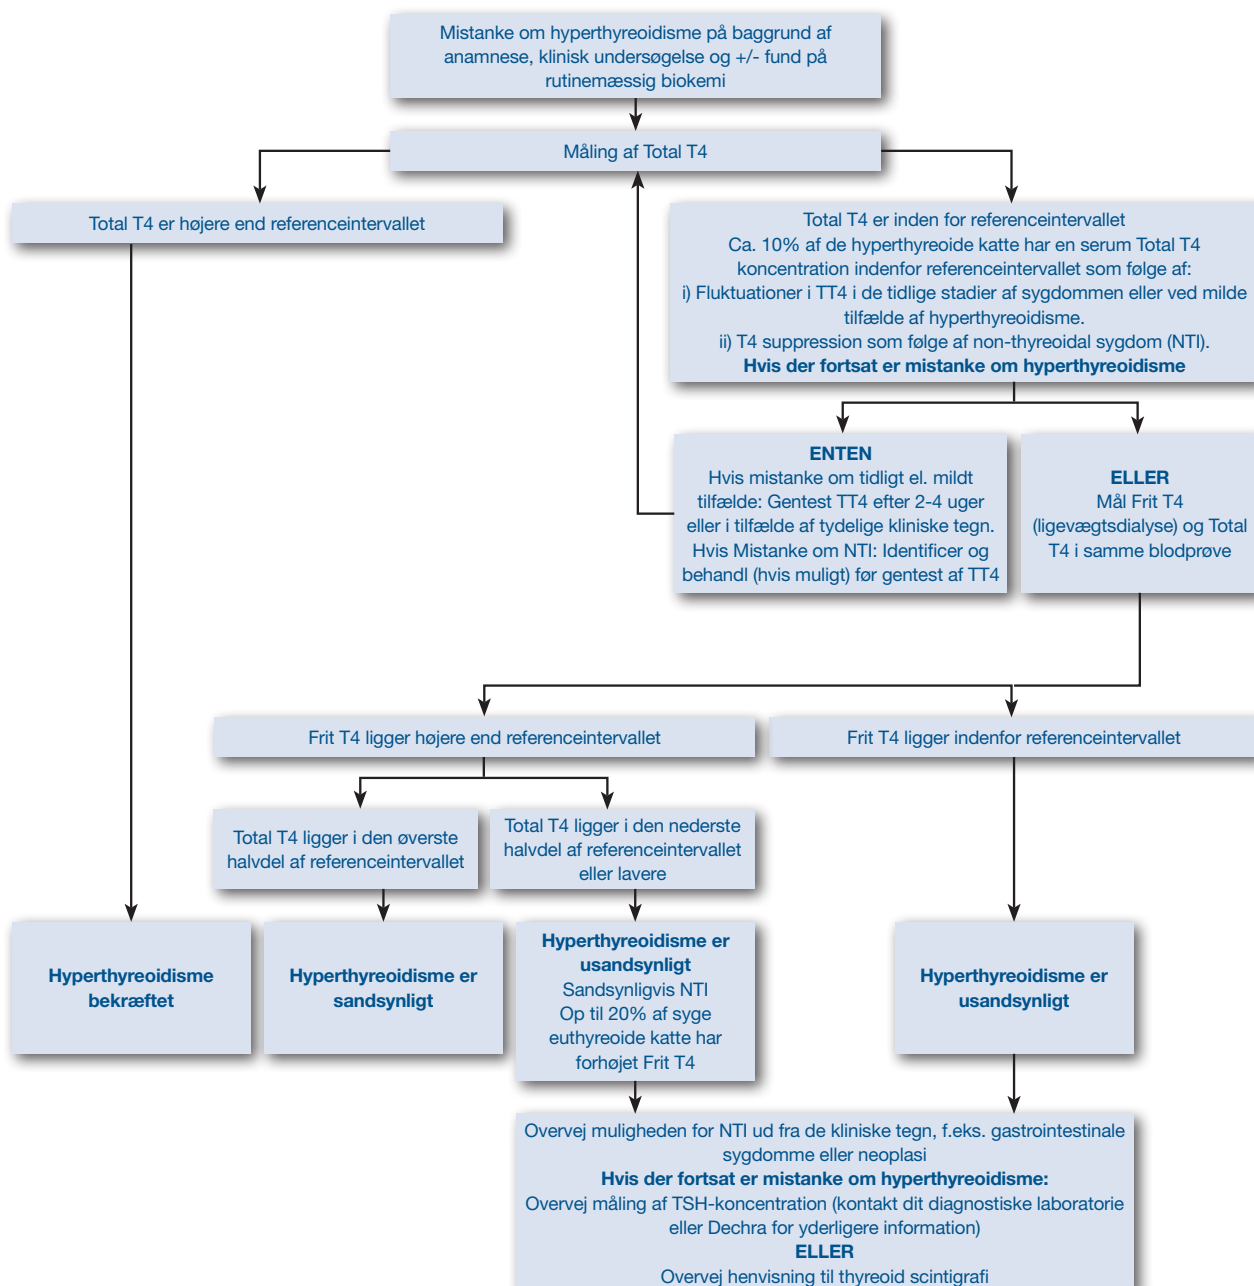 Mistanke om hyperthyreoidisme på baggrund af
anamnese, klinisk undersøgelse og +/- fund på
rutinemæssig biokemi
Måling af Total T4
Total T4 er højere end referenceintervallet
Total T4 er inden for referenceintervallet
Ca. 10% af de hyperthyreoide katte har en serum Total T4
koncentration indenfor referenceintervallet som følge af:
i) Fluktuationer i TT4 i de tidlige stadier af sygdommen eller ved milde
tilfælde af hyperthyreoidisme.
ii) T4 suppression som følge af non-thyreoidal sygdom (NTI).
Hvis der fortsat er mistanke om hyperthyreoidisme
ENTEN
Hvis mistanke om tidligt el. mildt
tilfælde: Gentest TT4 efter 2-4 uger
eller i tilfælde af tydelige kliniske tegn.
Hvis Mistanke om NTI: Identificer og
behandl (hvis muligt) før gentest af TT4
ELLER
Mål Frit T4
(ligevægtsdialyse) og Total
T4 i samme blodprøve
Frit T4 ligger højere end referenceintervallet
Frit T4 ligger indenfor referenceintervallet
Total T4 ligger i den øverste
halvdel af referenceintervallet
Total T4 ligger i den nederste
halvdel af referenceintervallet
eller lavere
Hyperthyreoidisme
bekræftet
Hyperthyreoidisme er
sandsynligt
Hyperthyreoidisme er
usandsynligt
Sandsynligvis NTI
Op til 20% af syge
euthyreoide katte har
forhøjet Frit T4
Hyperthyreoidisme er
usandsynligt
Overvej muligheden for NTI ud fra de kliniske tegn, f.eks. gastrointestinale
sygdomme eller neoplasi
Hvis der fortsat er mistanke om hyperthyreoidisme:
Overvej måling af TSH-koncentration (kontakt dit diagnostiske laboratorie
eller Dechra for yderligere information)
ELLER
Overvej henvisning til thyreoid scintigrafi